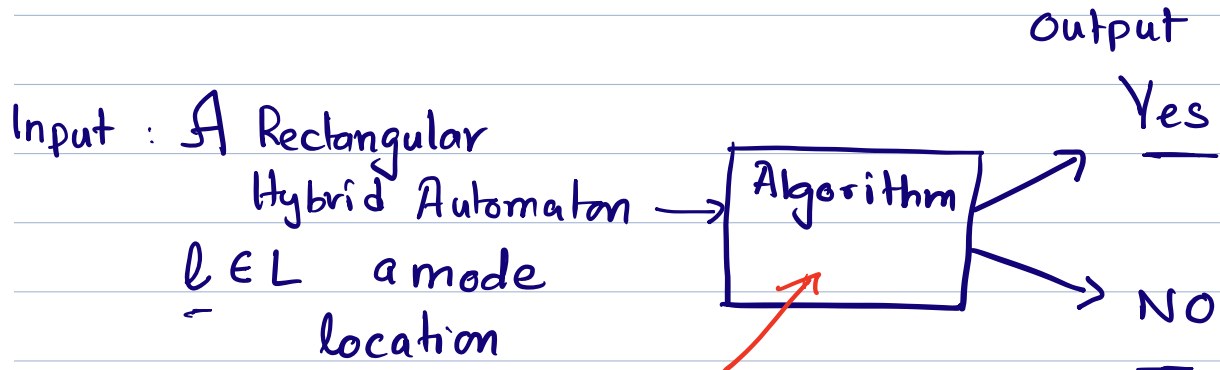 Output
Yes
Input : A Rectangular
Hybrid Automaton
Algorithm
l ∈ L a mode
location
NO